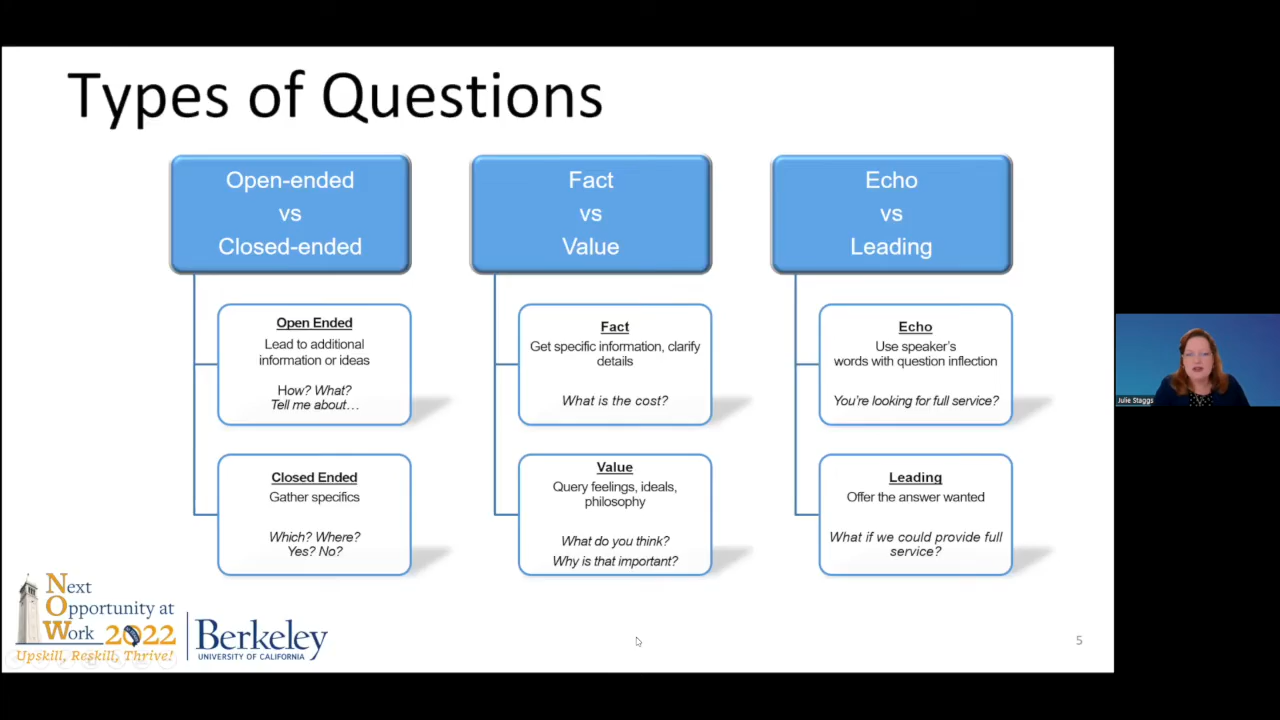 Types of Questions
Open-ended
vs
Closed-ended
Open Ended
Lead to additional
information or ideas
How? What?
Tell me about…
Closed Ended
Gather specifics
Which? Where?
Yes? No?
Fact
vs
Value
Fact
Get specific information, clarify
details
What is the cost?
Value
Query feelings, ideals,
philosophy
What do you think?
Why is that important?
Echo
vs
Leading
Echo
Use speaker's
words with question inflection
You're looking for full service?
Leading
Offer the answer wanted
What if we could provide full
service?
Next
Opportunity at
Work 2022
Upskill, Reskill, Thrive!
Berkeley
UNIVERSITY OF CALIFORNIA
5
Julie Staggs